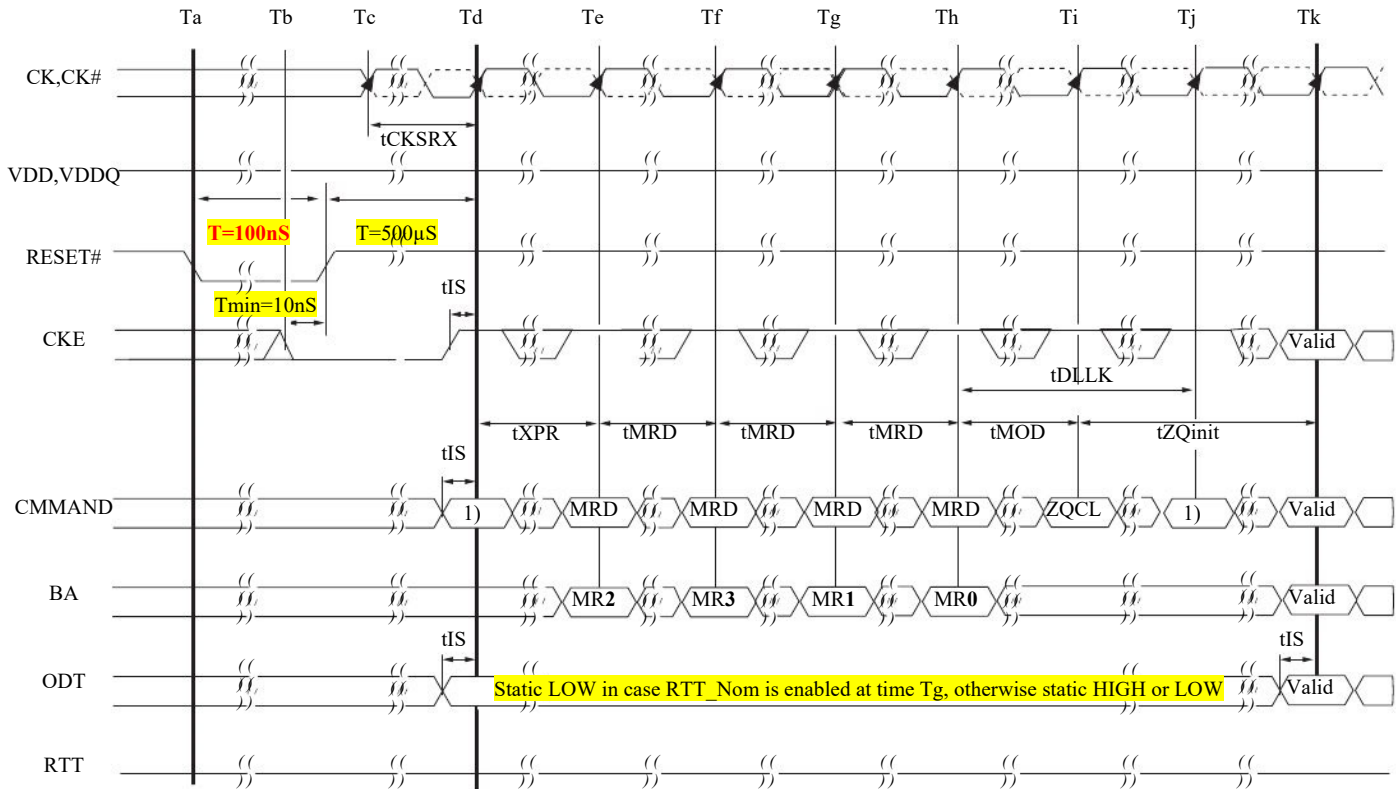 Ta Tb Tc Td Te Tf Tg Th Ti Tj Tk
CK,CK#
tCKSRX
VDD,VDDQ
T=100nS T=500µS
RESET#
Tmin=10nS tIS
CKE Valid
tDLLK
tXPR tMRD tMRD tMRD tMOD tZQinit
tIS
CMMAND 1) MRD MRD MRD MRD ZQCL 1) Valid
BA MR2 MR3 MR1 MR0 Valid
tIS tIS
ODT Static LOW in case RTT_Nom is enabled at time Tg, otherwise static HIGH or LOW Valid
RTT